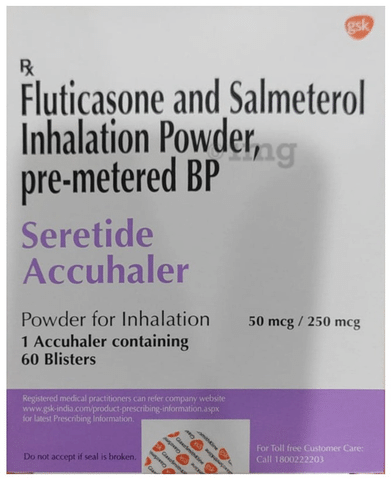 gsk
Rx
Fluticasone and Salmeterol
Inhalation Powder,
pre-metered BP
Seretide
Accuhaler
Powder for Inhalation
50 mcg / 250 mcg
1 Accuhaler containing
60 Blisters
Registered medical practitioners can refer company website
www.gsk-india.com/product-prescribing-information.aspx
for latest Prescribing Information.
Do not accept if seal is broken.
For Toll free Customer Care:
Call 1800222203